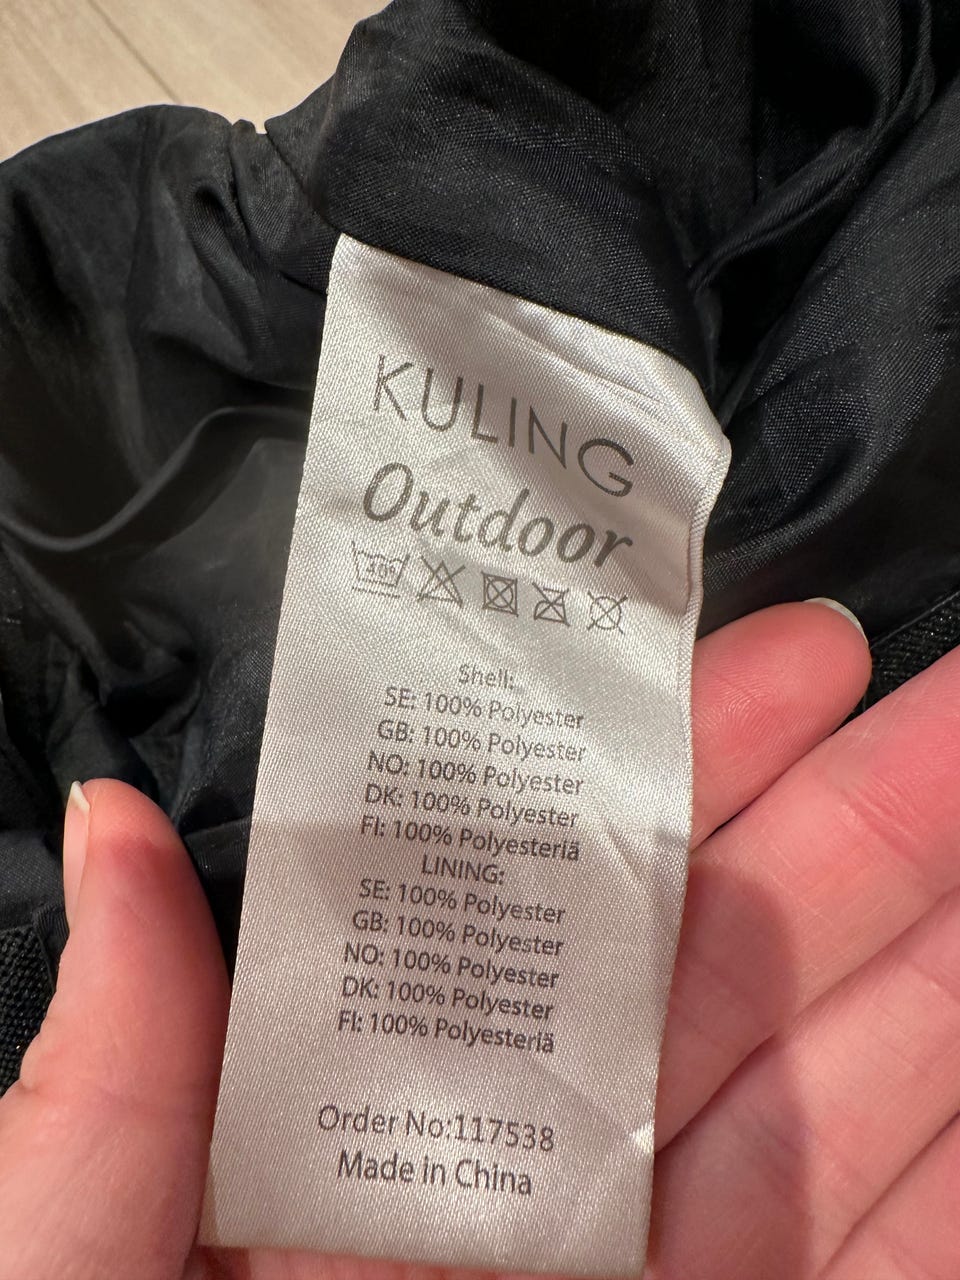 KULING
Outdoor
40°
Shell:
SE: 100% Polyester
GB: 100% Polyester
NO: 100% Polyester
DK: 100% Polyester
FI: 100% Polyesteriä
LINING:
SE: 100% Polyester
GB: 100% Polyester
NO: 100% Polyester
DK: 100% Polyester
FI: 100% Polyesteriä
Order No:117538
Made in China